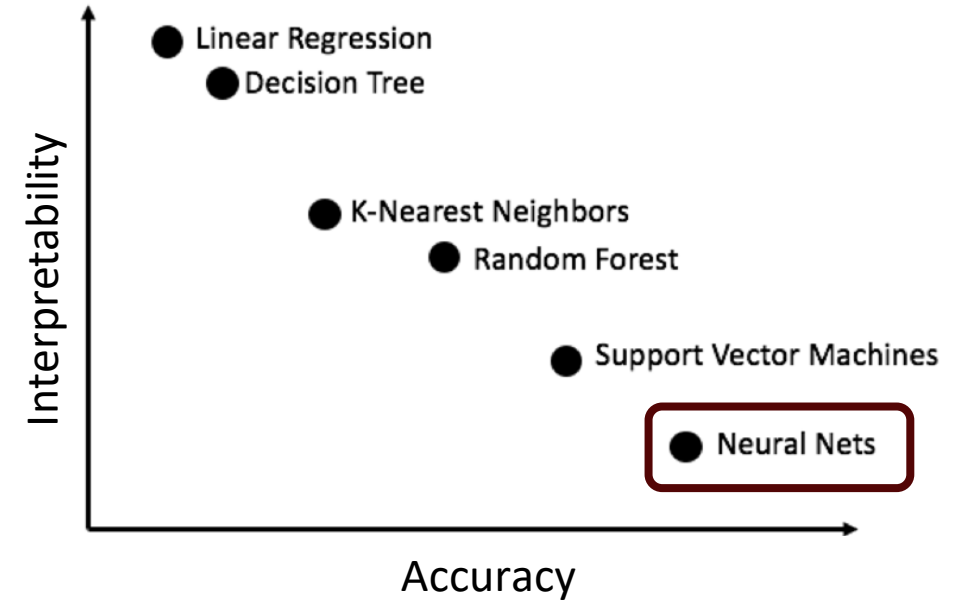 Linear Regression
Decision Tree
K-Nearest Neighbors
Random Forest
Support Vector Machines
Neural Nets
Interpretability
Accuracy